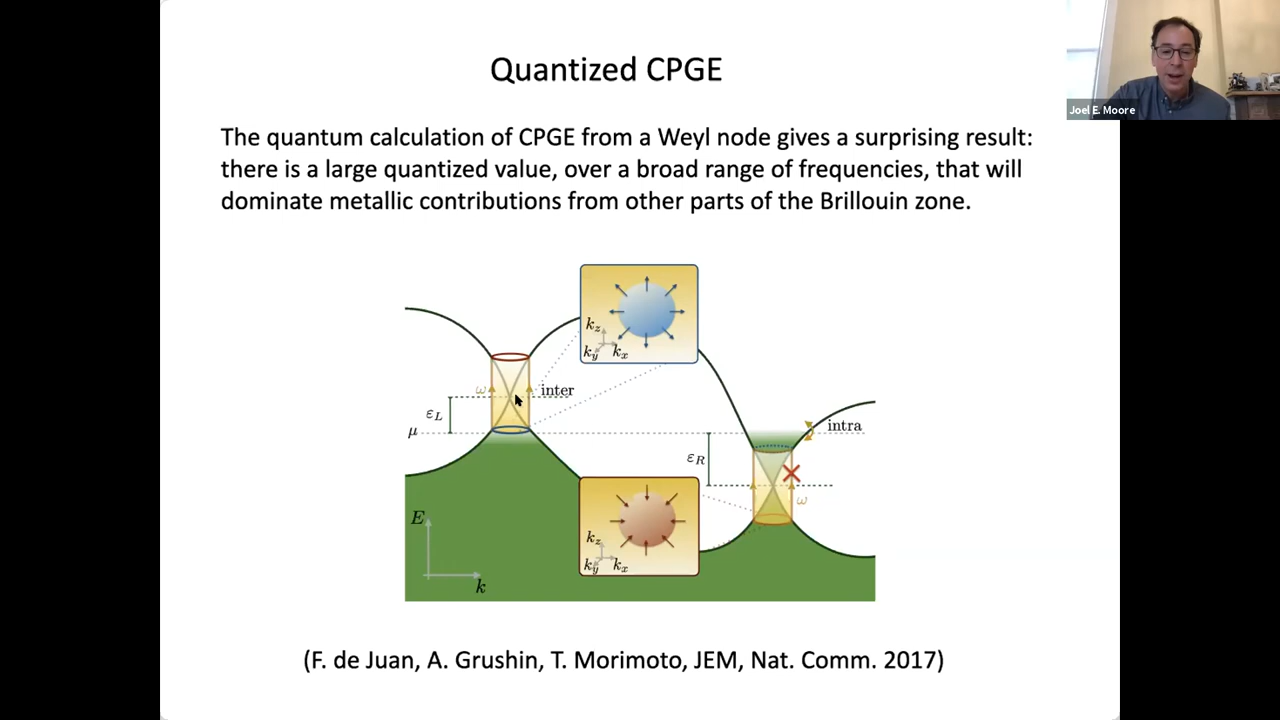 Quantized CPGE
Joel E. Moore
The quantum calculation of CPGE from a Weyl node gives a surprising result:
there is a large quantized value, over a broad range of frequencies, that will
dominate metallic contributions from other parts of the Brillouin zone.
k_z
k_y k_x
ω
inter
ε_L
μ
intra
ε_R
ω
E
k
k_z
k_y k_x
(F. de Juan, A. Grushin, T. Morimoto, JEM, Nat. Comm. 2017)